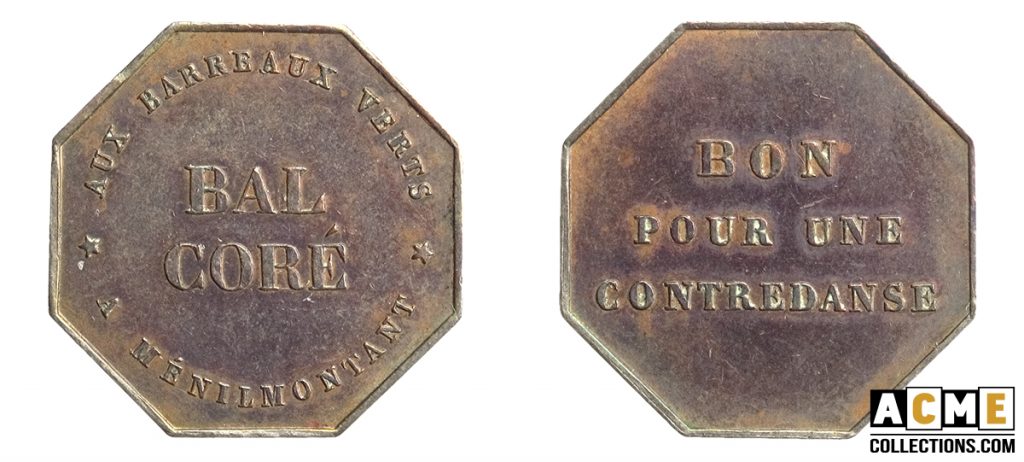 AUX BARREAUX VERTS
BAL
CORÉ
A MÉNILMONTANT
BON
POUR UNE
CONTREDANSE
ACME
COLLECTIONS.COM